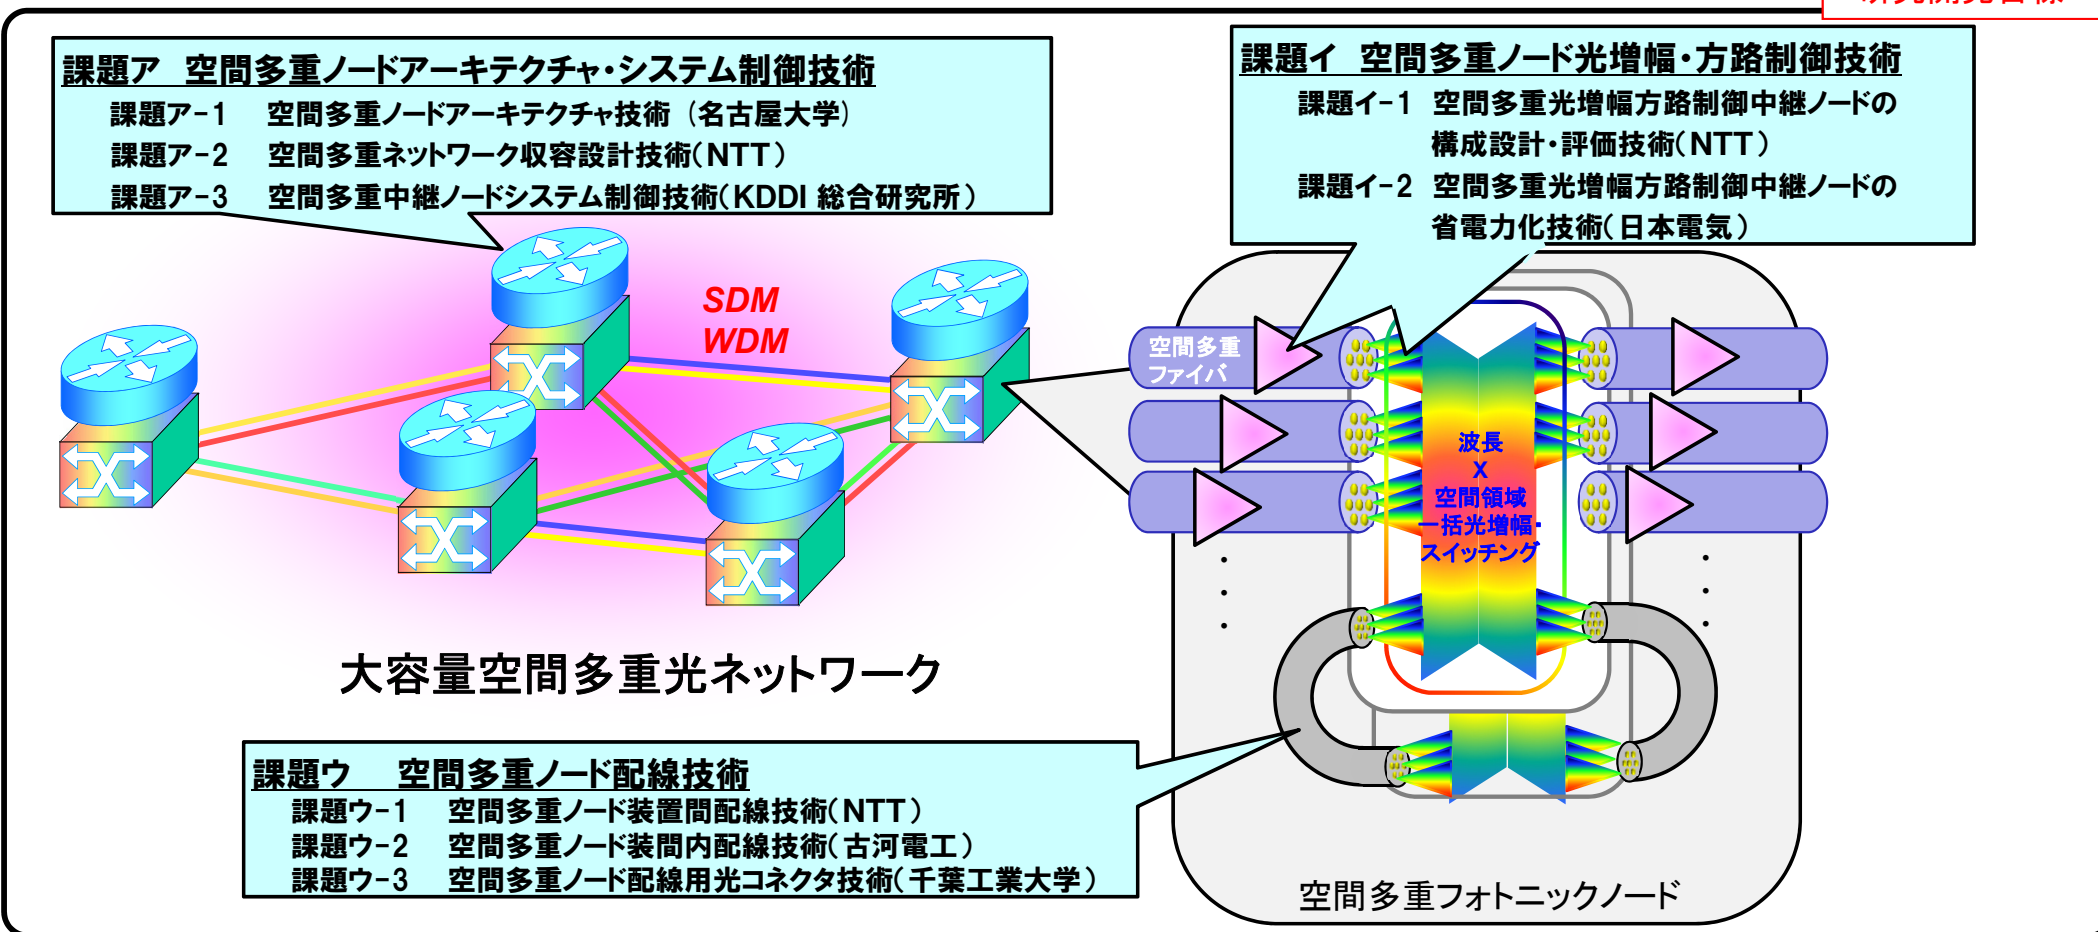 課題ア 空間多重ノードアーキテクチャ・システム制御技術
課題ア-1 空間多重ノードアーキテクチャ技術（名古屋大学）
課題ア-2 空間多重ネットワーク収容設計技術（NTT）
課題ア-3 空間多重中継ノードシステム制御技術（KDDI 総合研究所）
課題イ 空間多重ノード光増幅・方路制御技術
課題イ-1 空間多重光増幅方路制御中継ノードの
構成設計・評価技術（NTT）
課題イ-2 空間多重光増幅方路制御中継ノードの
省電力化技術（日本電気）
SDM
WDM
空間多重
ファイバ
波長
X
空間領域
一括光増幅・
スイッチング
大容量空間多重光ネットワーク
課題ウ 空間多重ノード配線技術
課題ウ-1 空間多重ノード装置間配線技術（NTT）
課題ウ-2 空間多重ノード装間内配線技術（古河電工）
課題ウ-3 空間多重ノード配線用光コネクタ技術（千葉工業大学）
空間多重フォトニックノード